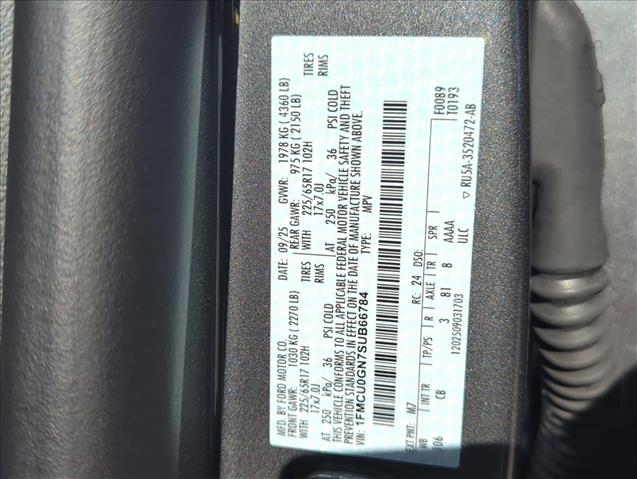 MFD. BY FORD MOTOR CO.
DATE: 09/25 GVWR: 1978 KG ( 4360 LB)
FRONT GAWR: 1030 KG (2270 LB) REAR GAWR: 975 KG ( 2150 LB)
WITH 225/65R17 102H TIRES WITH 225/65R17 102H TIRES
17x7.0J RIMS 17x7.0J RIMS
AT 250 kPa/ 36 PSI COLD AT 250 kPa/ 36 PSI COLD
THIS VEHICLE CONFORMS TO ALL APPLICABLE FEDERAL MOTOR VEHICLE SAFETY AND THEFT
PREVENTION STANDARDS IN EFFECT ON THE DATE OF MANUFACTURE SHOWN ABOVE.
VIN: 1FMCU0GN7SUB66784 TYPE: MPV
EXT PNT: M7 RC: 24 DSO: F0089
WB INT TR TP/PS R AXLE TR SPR T0193
106 CB 3 81 8 AAAA
1202509031703 ULC ▽ RU5A-3520472-AB